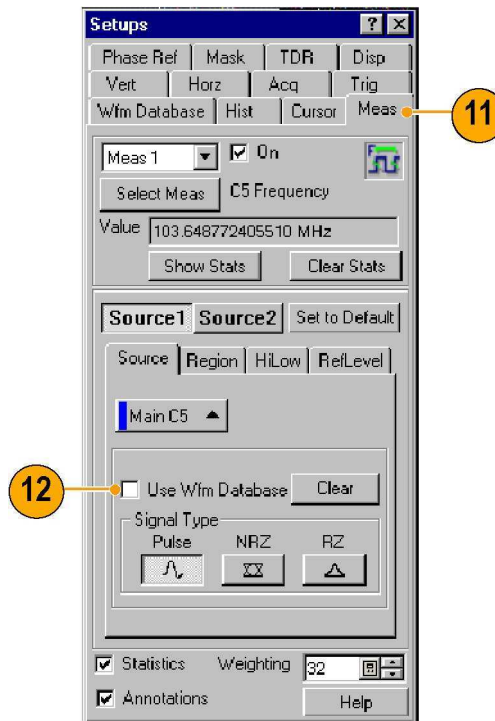 Setups
Phase Ref Mask TDR Disp
Vert Horz Acq Trig
Wfm Database Hist Cursor Meas
11
Meas 1 On
Select Meas C5 Frequency
Value 103.648772405510 MHz
Show Stats Clear Stats
Source1 Source2 Set to Default
Source Region HiLow RefLevel
Main C5
12
Use Wfm Database Clear
Signal Type
Pulse NRZ RZ
Statistics Weighting 32
Annotations Help